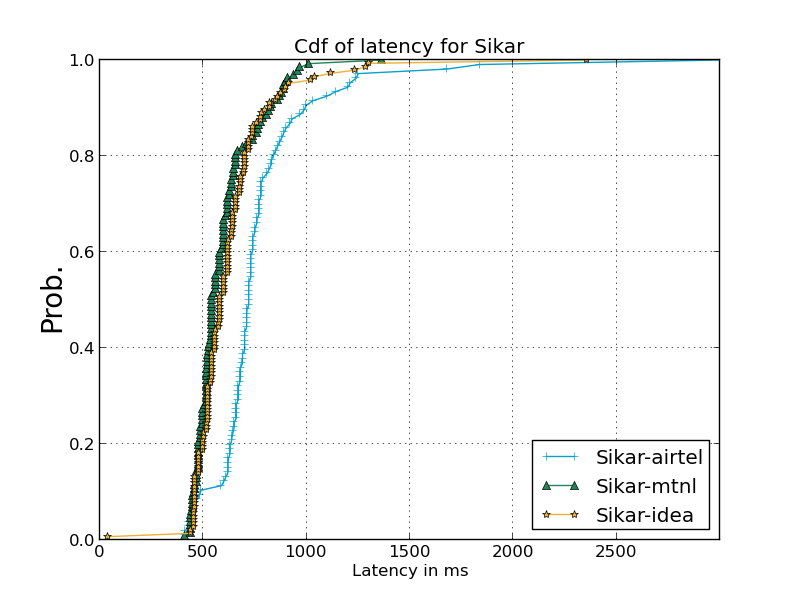 Cdf of latency for Sikar
1.0
0.8
0.6
0.4
0.2
0.0
Prob.
0 500 1000 1500 2000 2500
Latency in ms
Sikar-airtel
Sikar-mtnl
Sikar-idea